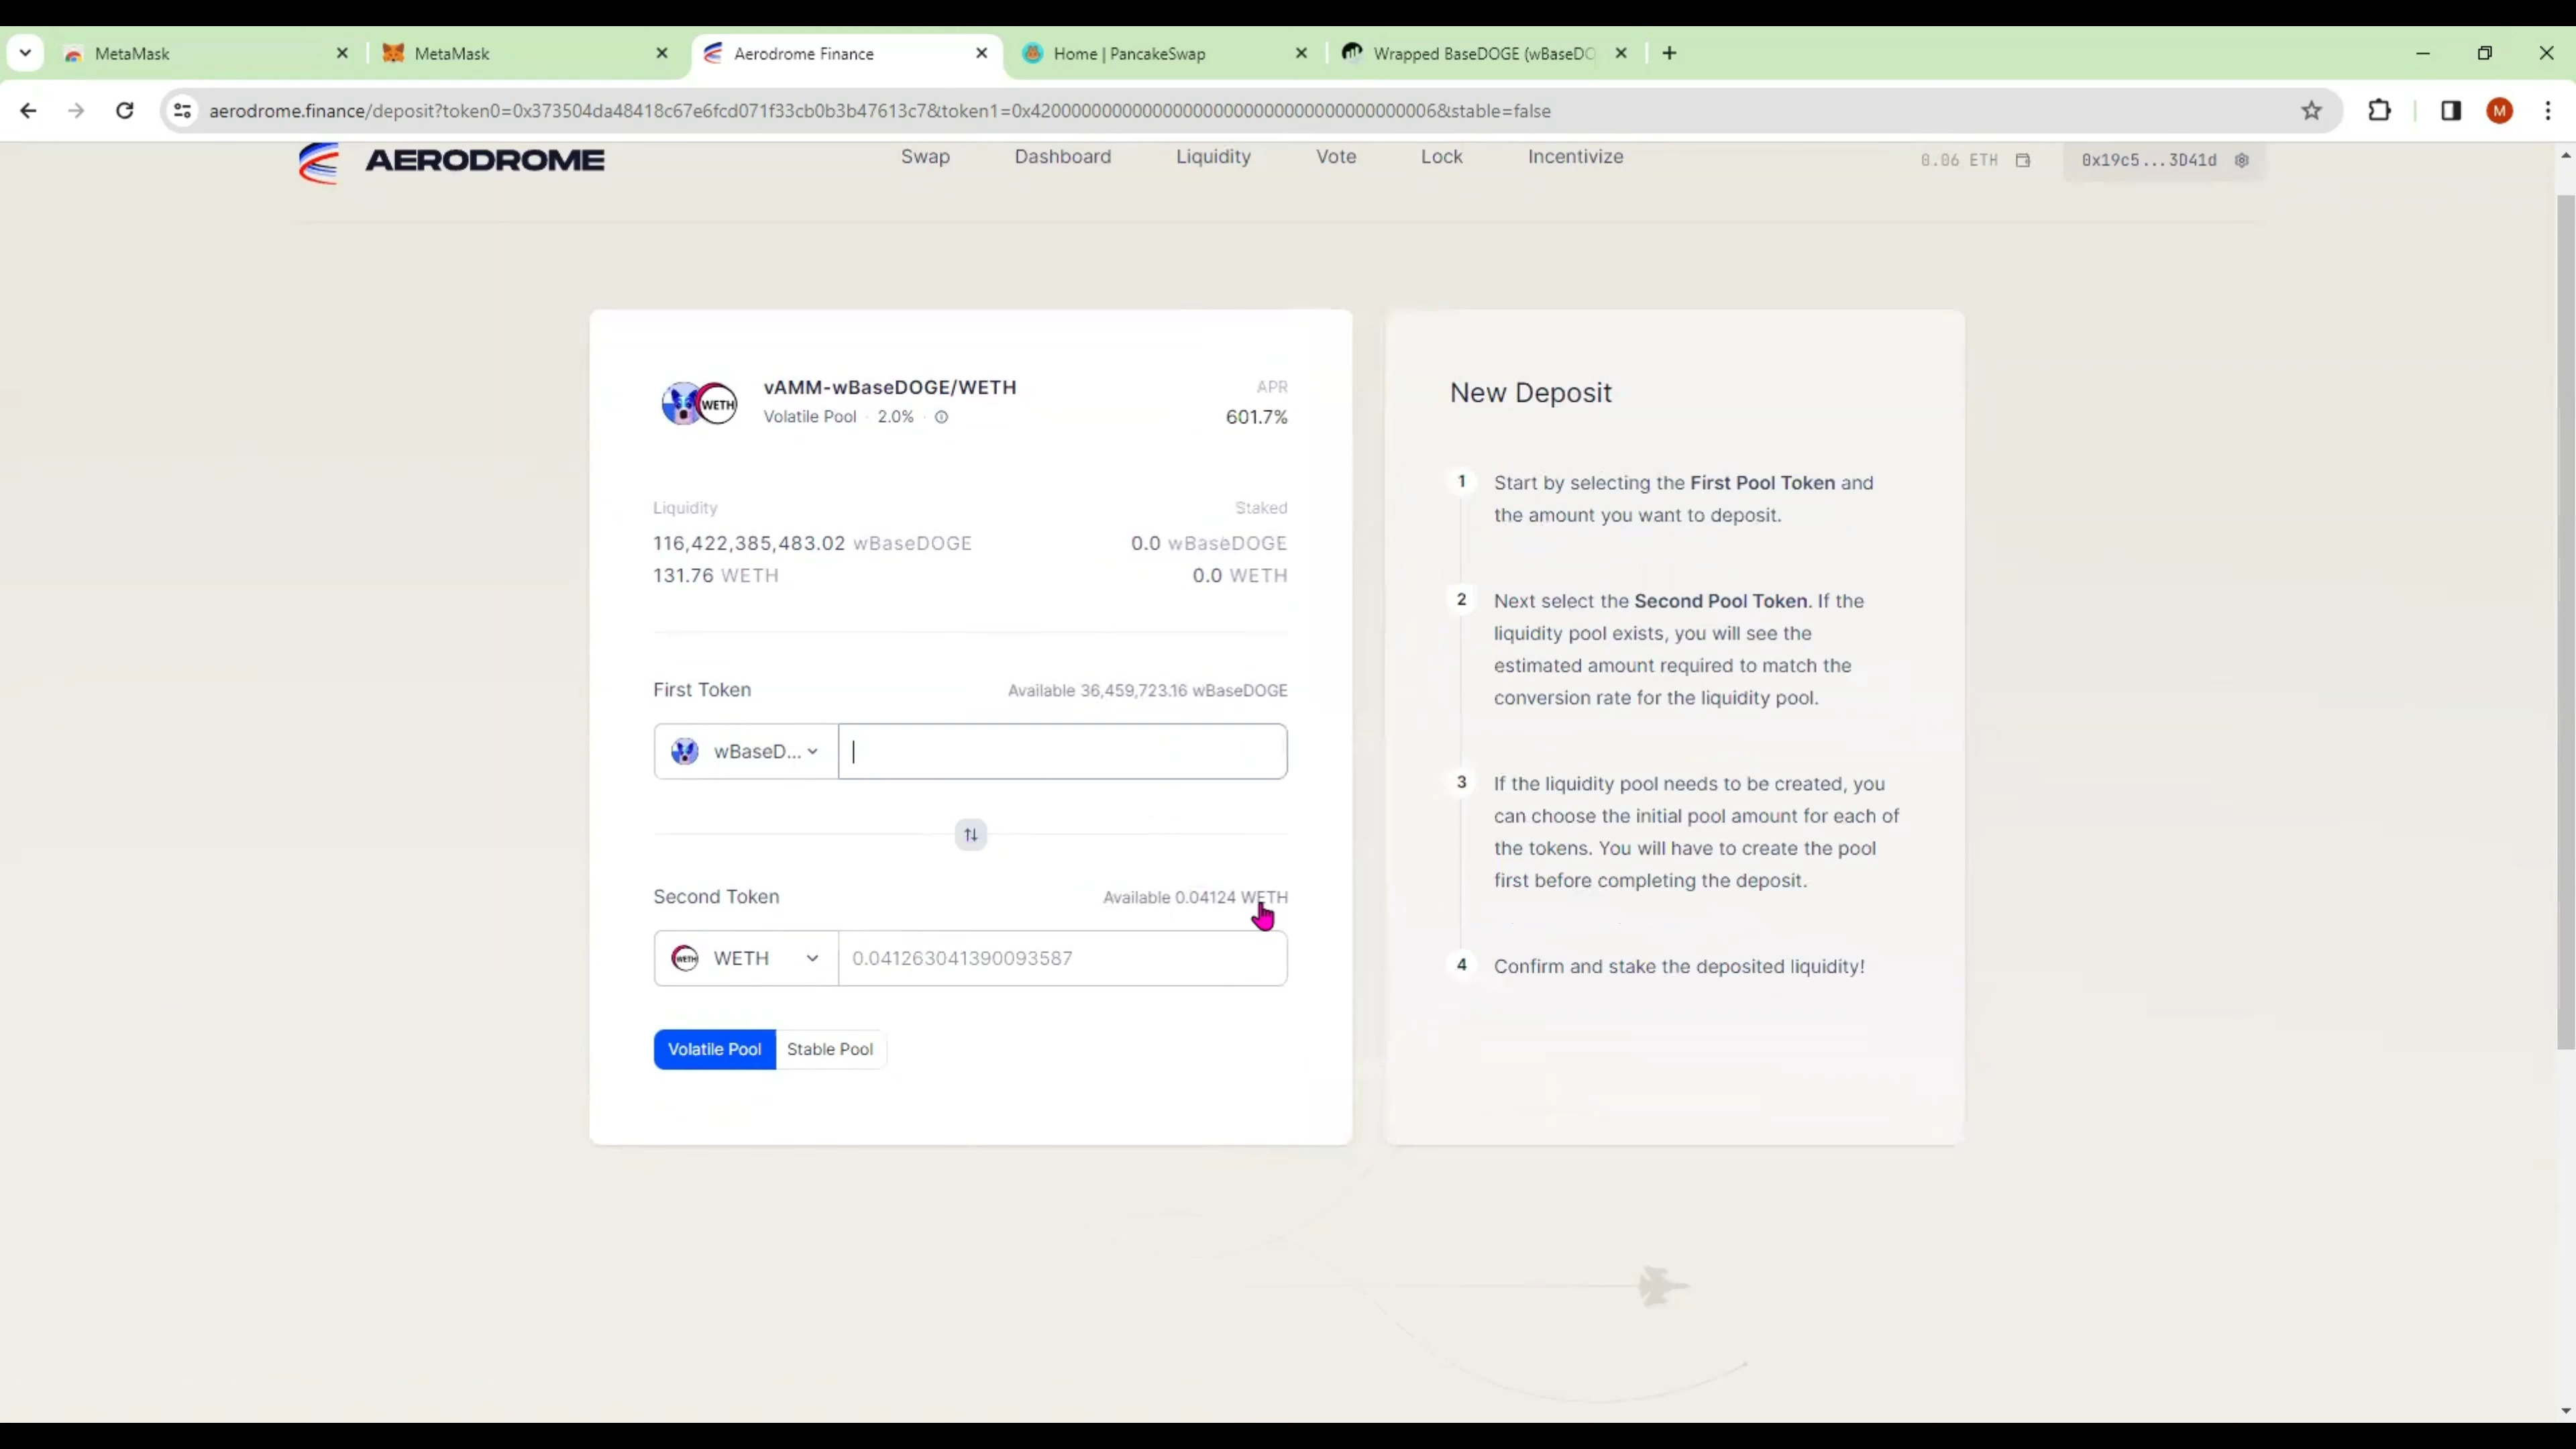 MetaMask
MetaMask
Aerodrome Finance
Home | PancakeSwap
Wrapped BaseDOGE (wBaseDO
aerodrome.finance/deposit?token0=0x373504da48418c67e6fcd071f33cb0b3b47613c7&token1=0x4200000000000000000000000000000000000006&stable=false
M
AERODROME
Swap
Dashboard
Liquidity
Vote
Lock
Incentivize
0.06 ETH
0x19c5...3D41d
WETH
vAMM-wBaseDOGE/WETH
APR
Volatile Pool · 2.0% ·
601.7%
Liquidity
Staked
116,422,385,483.02 wBaseDOGE
0.0 wBaseDOGE
131.76 WETH
0.0 WETH
First Token
Available 36,459,723.16 wBaseDOGE
wBaseD...
Second Token
Available 0.04124 WETH
WETH
WETH
0.041263041390093587
Volatile Pool
Stable Pool
New Deposit
1
Start by selecting the First Pool Token and
the amount you want to deposit.
2
Next select the Second Pool Token. If the
liquidity pool exists, you will see the
estimated amount required to match the
conversion rate for the liquidity pool.
3
If the liquidity pool needs to be created, you
can choose the initial pool amount for each of
the tokens. You will have to create the pool
first before completing the deposit.
4
Confirm and stake the deposited liquidity!